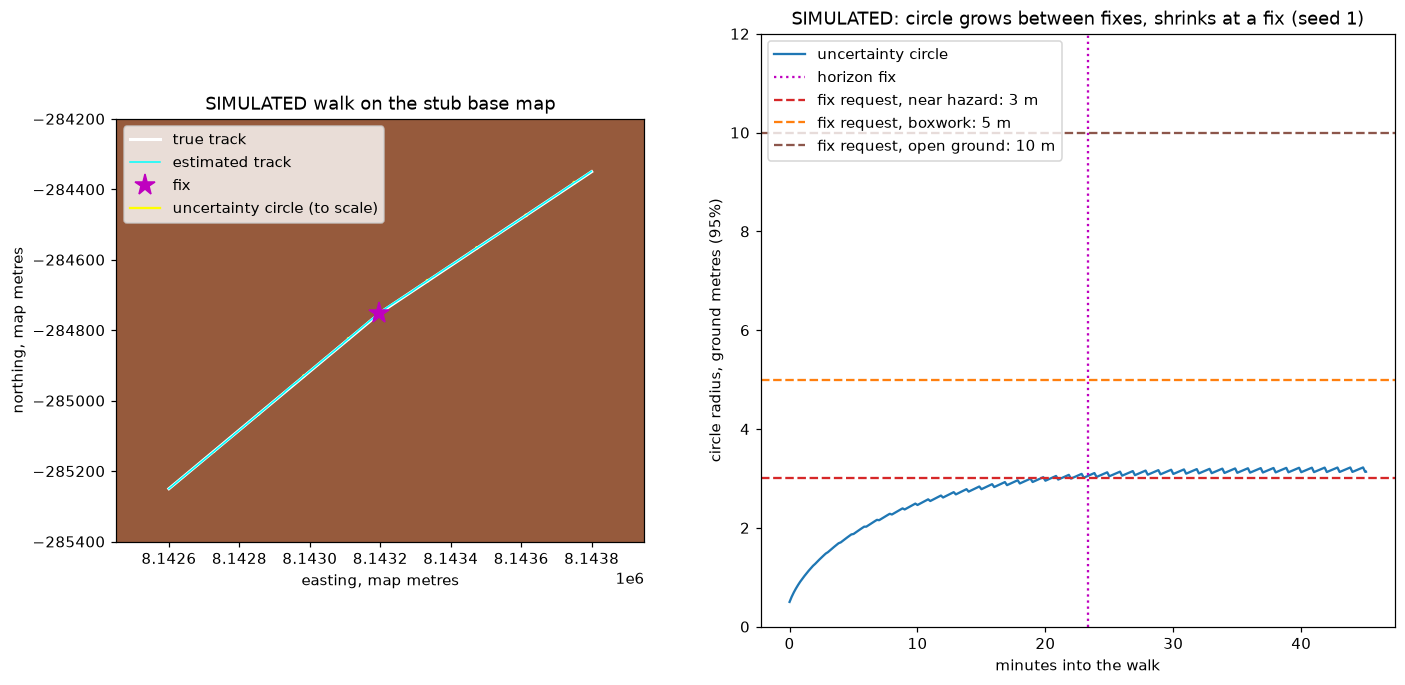 SIMULATED walk on the stub base map
−284200
−284400
−284600
−284800
−285000
−285200
−285400
northing, map metres
true track
estimated track
fix
uncertainty circle (to scale)
8.1426 8.1428 8.1430 8.1432 8.1434 8.1436 8.1438
1e6
easting, map metres
SIMULATED: circle grows between fixes, shrinks at a fix (seed 1)
12
10
8
6
4
2
0
circle radius, ground metres (95%)
uncertainty circle
horizon fix
fix request, near hazard: 3 m
fix request, boxwork: 5 m
fix request, open ground: 10 m
0 10 20 30 40
minutes into the walk